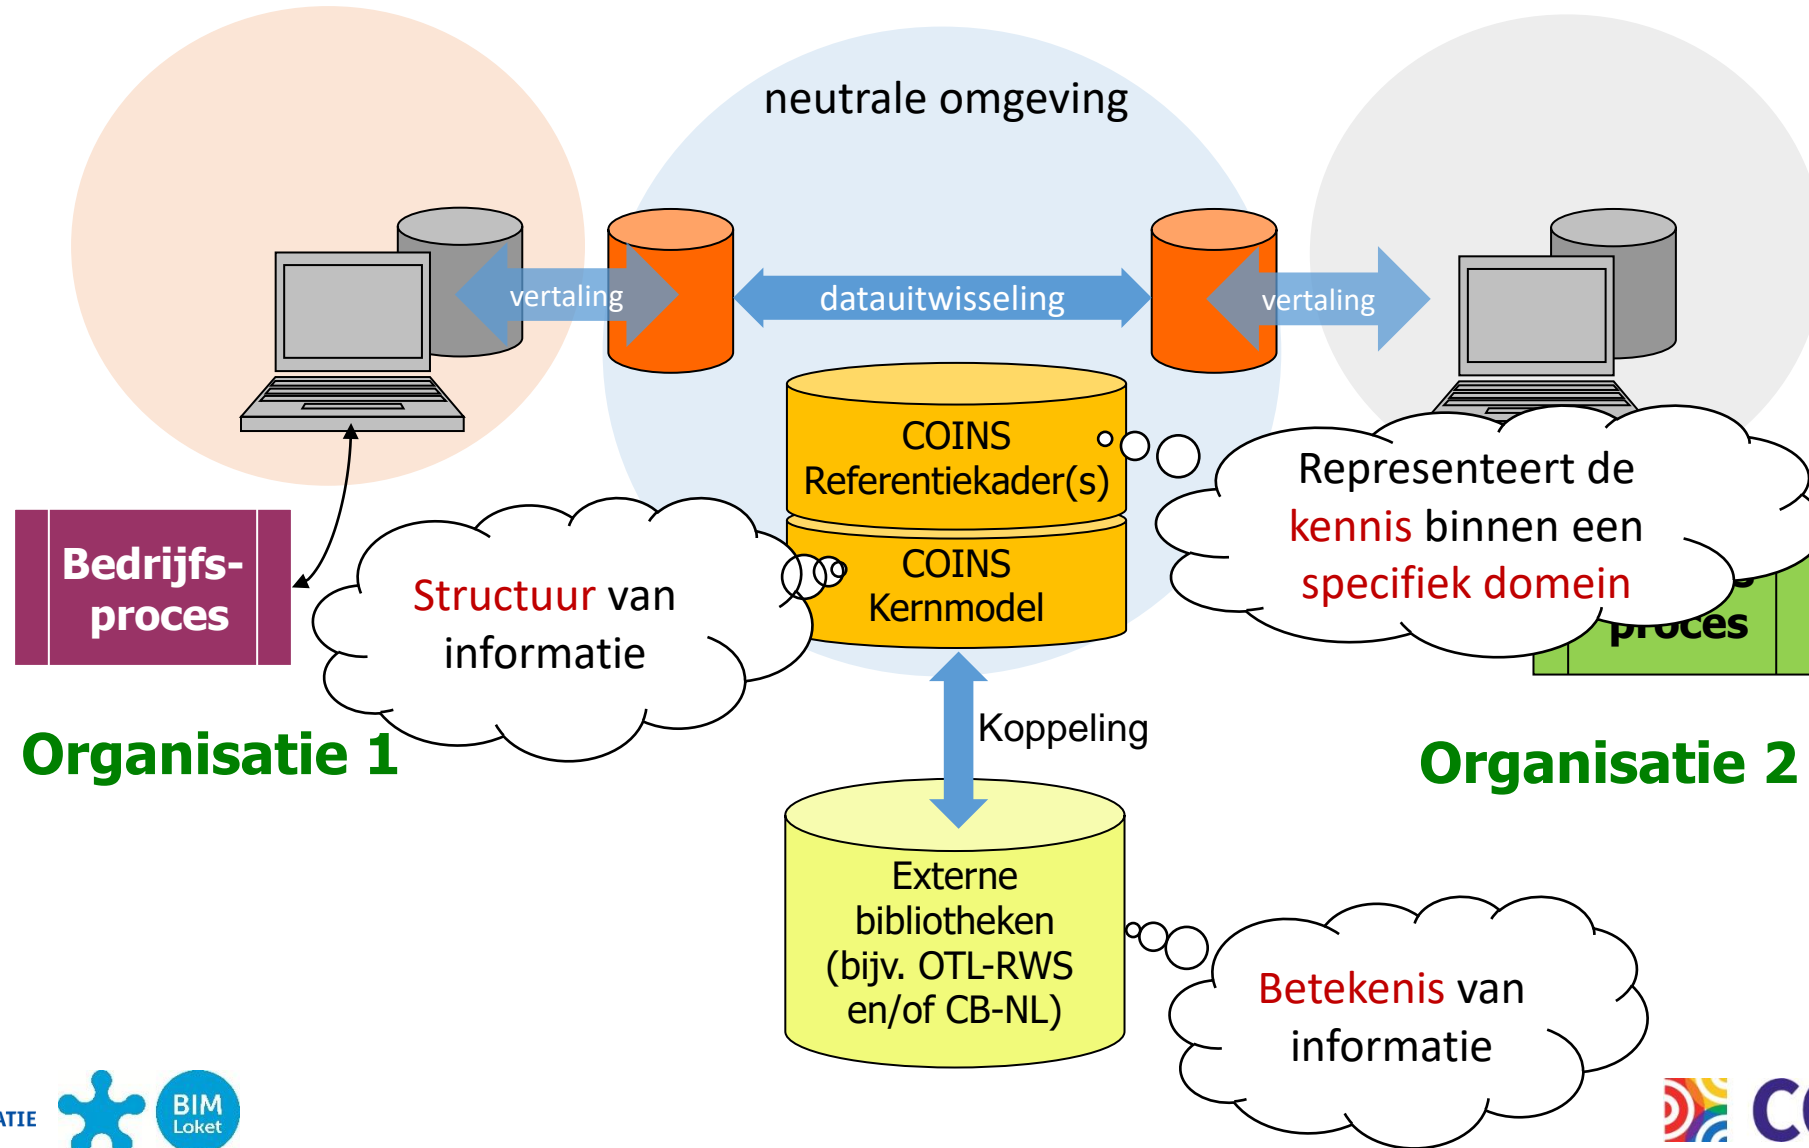 neutrale omgeving
vertaling
datauitwisseling
vertaling
COINS
Referentiekader(s)
COINS
Kernmodel
Representeert de
kennis binnen een
specifiek domein
Bedrijfs-
proces
Structuur van
informatie
proces
Organisatie 1
Koppeling
Organisatie 2
Externe
bibliotheken
(bijv. OTL-RWS
en/of CB-NL)
Betekenis van
informatie
ATIE
BIM
Loket